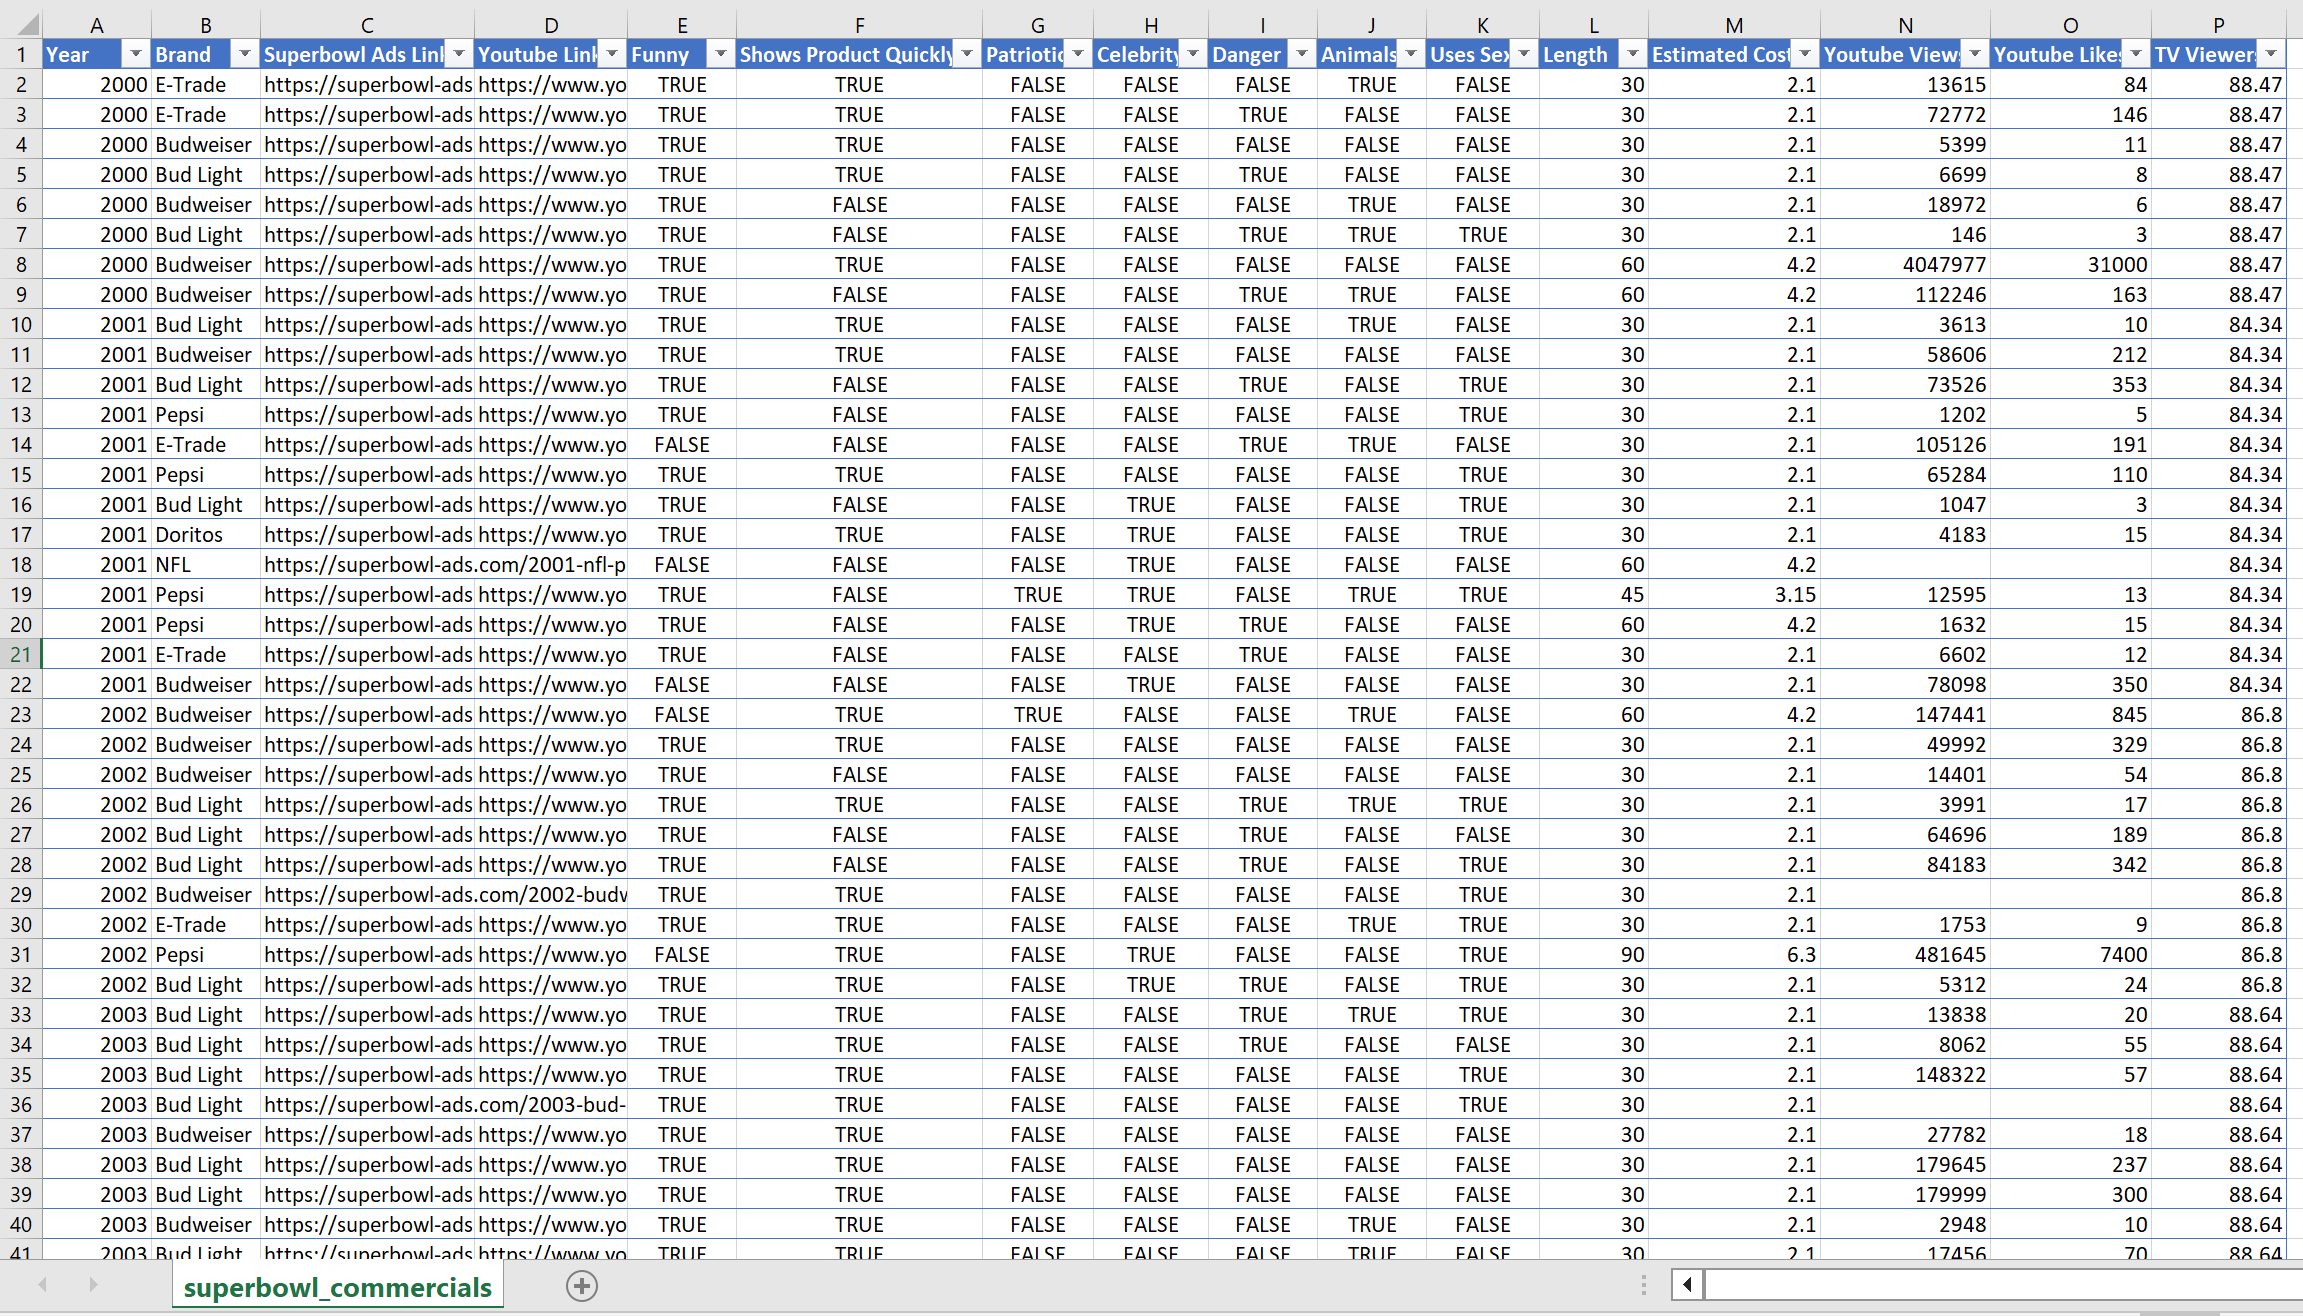 A B C D E F G H I J K L M N O P
1 Year Brand Superbowl Ads Link Youtube Link Funny Shows Product Quickly Patriotic Celebrity Danger Animals Uses Sex Length Estimated Cost Youtube Views Youtube Likes TV Viewers
2 2000 E-Trade https://superbowl-ads https://www.yo TRUE TRUE FALSE FALSE FALSE TRUE FALSE 30 2.1 13615 84 88.47
3 2000 E-Trade https://superbowl-ads https://www.yo TRUE TRUE FALSE FALSE TRUE FALSE FALSE 30 2.1 72772 146 88.47
4 2000 Budweiser https://superbowl-ads https://www.yo TRUE TRUE FALSE FALSE FALSE FALSE FALSE 30 2.1 5399 11 88.47
5 2000 Bud Light https://superbowl-ads https://www.yo TRUE TRUE FALSE FALSE TRUE FALSE FALSE 30 2.1 6699 8 88.47
6 2000 Budweiser https://superbowl-ads https://www.yo TRUE FALSE FALSE FALSE FALSE TRUE FALSE 30 2.1 18972 6 88.47
7 2000 Bud Light https://superbowl-ads https://www.yo TRUE FALSE FALSE FALSE TRUE TRUE TRUE 30 2.1 146 3 88.47
8 2000 Budweiser https://superbowl-ads https://www.yo TRUE TRUE FALSE FALSE FALSE FALSE FALSE 60 4.2 4047977 31000 88.47
9 2000 Budweiser https://superbowl-ads https://www.yo TRUE FALSE FALSE FALSE TRUE TRUE FALSE 60 4.2 112246 163 88.47
10 2001 Bud Light https://superbowl-ads https://www.yo TRUE TRUE FALSE FALSE FALSE TRUE FALSE 30 2.1 3613 10 84.34
11 2001 Budweiser https://superbowl-ads https://www.yo TRUE TRUE FALSE FALSE FALSE FALSE FALSE 30 2.1 58606 212 84.34
12 2001 Bud Light https://superbowl-ads https://www.yo TRUE FALSE FALSE FALSE TRUE FALSE TRUE 30 2.1 73526 353 84.34
13 2001 Pepsi https://superbowl-ads https://www.yo TRUE FALSE FALSE FALSE FALSE FALSE TRUE 30 2.1 1202 5 84.34
14 2001 E-Trade https://superbowl-ads https://www.yo FALSE FALSE FALSE FALSE TRUE TRUE FALSE 30 2.1 105126 191 84.34
15 2001 Pepsi https://superbowl-ads https://www.yo TRUE TRUE FALSE FALSE FALSE FALSE TRUE 30 2.1 65284 110 84.34
16 2001 Bud Light https://superbowl-ads https://www.yo TRUE FALSE FALSE TRUE FALSE FALSE TRUE 30 2.1 1047 3 84.34
17 2001 Doritos https://superbowl-ads https://www.yo TRUE TRUE FALSE TRUE FALSE FALSE TRUE 30 2.1 4183 15 84.34
18 2001 NFL https://superbowl-ads.com/2001-nfl-p FALSE FALSE FALSE TRUE FALSE FALSE FALSE 60 4.2 84.34
19 2001 Pepsi https://superbowl-ads https://www.yo TRUE FALSE TRUE TRUE FALSE TRUE TRUE 45 3.15 12595 13 84.34
20 2001 Pepsi https://superbowl-ads https://www.yo TRUE FALSE FALSE TRUE TRUE FALSE FALSE 60 4.2 1632 15 84.34
21 2001 E-Trade https://superbowl-ads https://www.yo TRUE FALSE FALSE FALSE TRUE FALSE FALSE 30 2.1 6602 12 84.34
22 2001 Budweiser https://superbowl-ads https://www.yo FALSE FALSE FALSE TRUE FALSE FALSE FALSE 30 2.1 78098 350 84.34
23 2002 Budweiser https://superbowl-ads https://www.yo FALSE TRUE TRUE FALSE FALSE TRUE FALSE 60 4.2 147441 845 86.8
24 2002 Budweiser https://superbowl-ads https://www.yo TRUE TRUE FALSE FALSE FALSE FALSE FALSE 30 2.1 49992 329 86.8
25 2002 Budweiser https://superbowl-ads https://www.yo TRUE FALSE FALSE FALSE FALSE FALSE FALSE 30 2.1 14401 54 86.8
26 2002 Bud Light https://superbowl-ads https://www.yo TRUE TRUE FALSE FALSE TRUE TRUE TRUE 30 2.1 3991 17 86.8
27 2002 Bud Light https://superbowl-ads https://www.yo TRUE FALSE FALSE FALSE TRUE FALSE FALSE 30 2.1 64696 189 86.8
28 2002 Bud Light https://superbowl-ads https://www.yo TRUE FALSE FALSE FALSE TRUE FALSE TRUE 30 2.1 84183 342 86.8
29 2002 Budweiser https://superbowl-ads.com/2002-budw TRUE TRUE FALSE FALSE FALSE FALSE TRUE 30 2.1 86.8
30 2002 E-Trade https://superbowl-ads https://www.yo TRUE TRUE FALSE FALSE FALSE TRUE TRUE 30 2.1 1753 9 86.8
31 2002 Pepsi https://superbowl-ads https://www.yo FALSE TRUE FALSE TRUE FALSE FALSE TRUE 90 6.3 481645 7400 86.8
32 2002 Bud Light https://superbowl-ads https://www.yo TRUE TRUE FALSE TRUE TRUE FALSE TRUE 30 2.1 5312 24 86.8
33 2003 Bud Light https://superbowl-ads https://www.yo TRUE TRUE FALSE FALSE TRUE TRUE TRUE 30 2.1 13838 20 88.64
34 2003 Bud Light https://superbowl-ads https://www.yo TRUE TRUE FALSE FALSE TRUE FALSE FALSE 30 2.1 8062 55 88.64
35 2003 Bud Light https://superbowl-ads https://www.yo TRUE TRUE FALSE FALSE FALSE FALSE TRUE 30 2.1 148322 57 88.64
36 2003 Bud Light https://superbowl-ads.com/2003-bud- TRUE TRUE FALSE FALSE FALSE FALSE TRUE 30 2.1 88.64
37 2003 Budweiser https://superbowl-ads https://www.yo TRUE TRUE FALSE FALSE FALSE FALSE FALSE 30 2.1 27782 18 88.64
38 2003 Bud Light https://superbowl-ads https://www.yo TRUE TRUE FALSE FALSE FALSE FALSE FALSE 30 2.1 179645 237 88.64
39 2003 Bud Light https://superbowl-ads https://www.yo TRUE TRUE FALSE FALSE FALSE FALSE FALSE 30 2.1 179999 300 88.64
40 2003 Budweiser https://superbowl-ads https://www.yo TRUE TRUE FALSE FALSE FALSE TRUE FALSE 30 2.1 2948 10 88.64
41 2003 Bud Light https://superbowl-ads https://www.yo TRUE TRUE FALSE FALSE FALSE TRUE FALSE 30 2.1 17456 70 88.64
superbowl_commercials